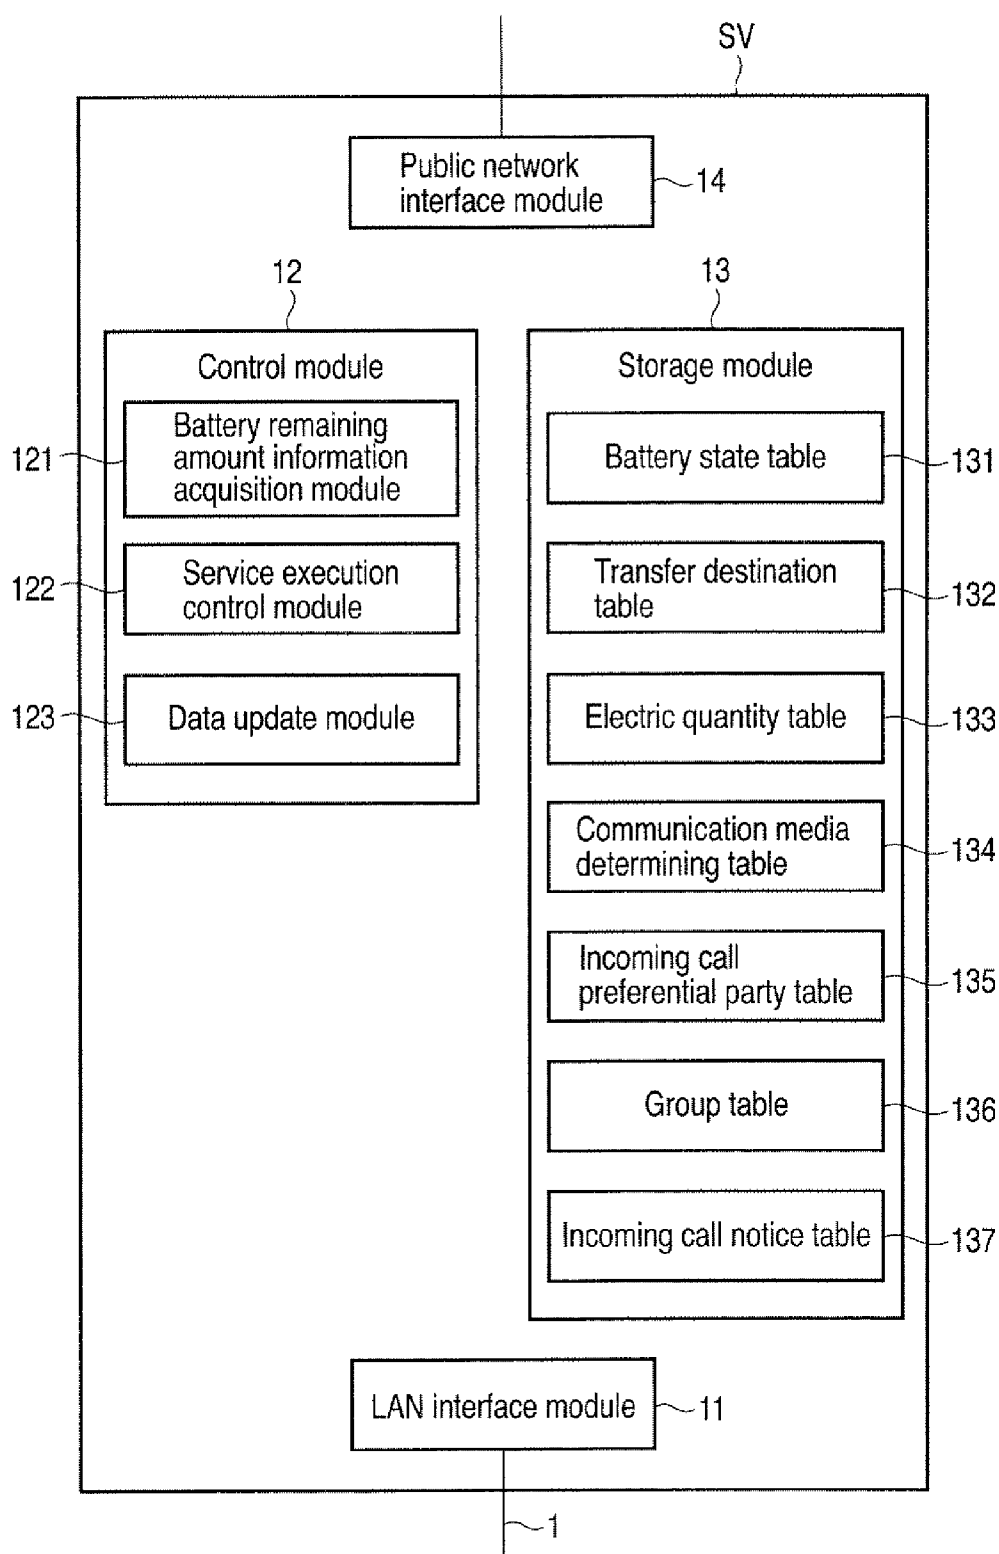 SV
Public network
interface module
14
12
Control module
Battery remaining
amount information
acquisition module
121
Service execution
control module
122
Data update module
123
13
Storage module
Battery state table
131
Transfer destination
table
132
Electric quantity table
133
Communication media
determining table
134
Incoming call
preferential party table
135
Group table
136
Incoming call notice table
137
LAN interface module
11
1